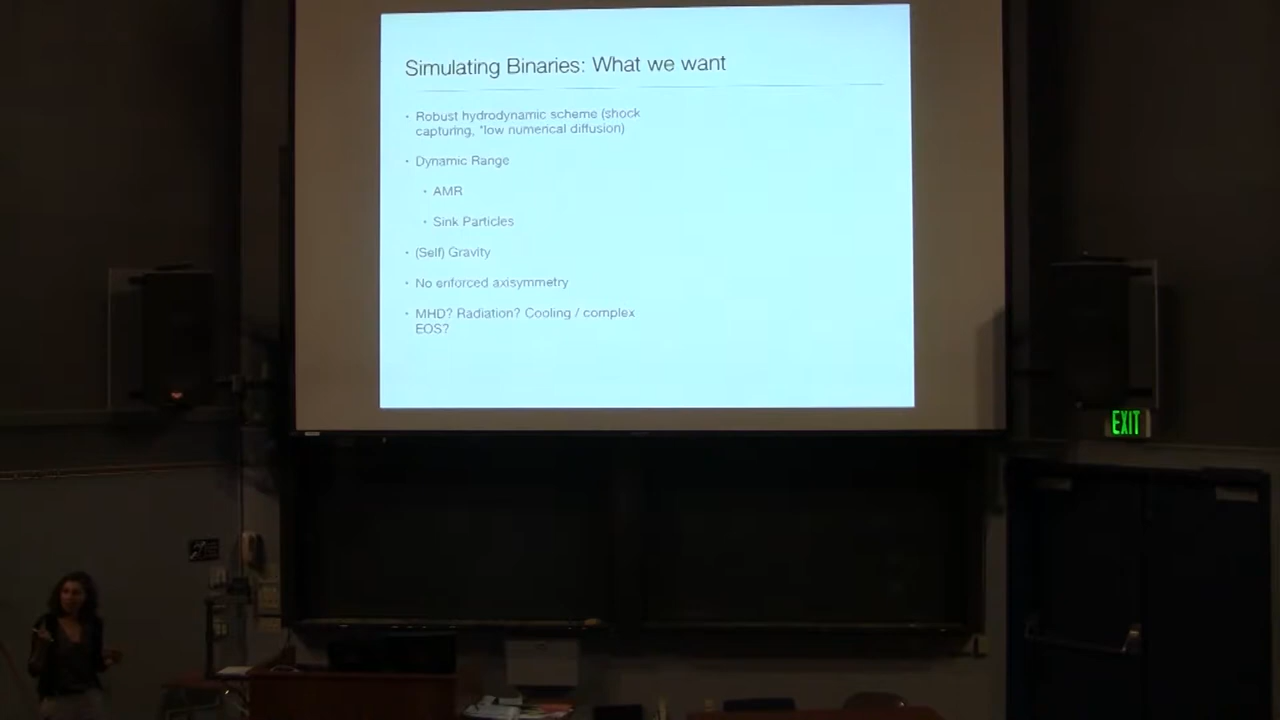 Simulating Binaries: What we want
• Robust hydrodynamic scheme (shock
capturing, *low numerical diffusion)
• Dynamic Range
• AMR
• Sink Particles
• (Self) Gravity
• No enforced axisymmetry
• MHD? Radiation? Cooling / complex
EOS?
EXIT